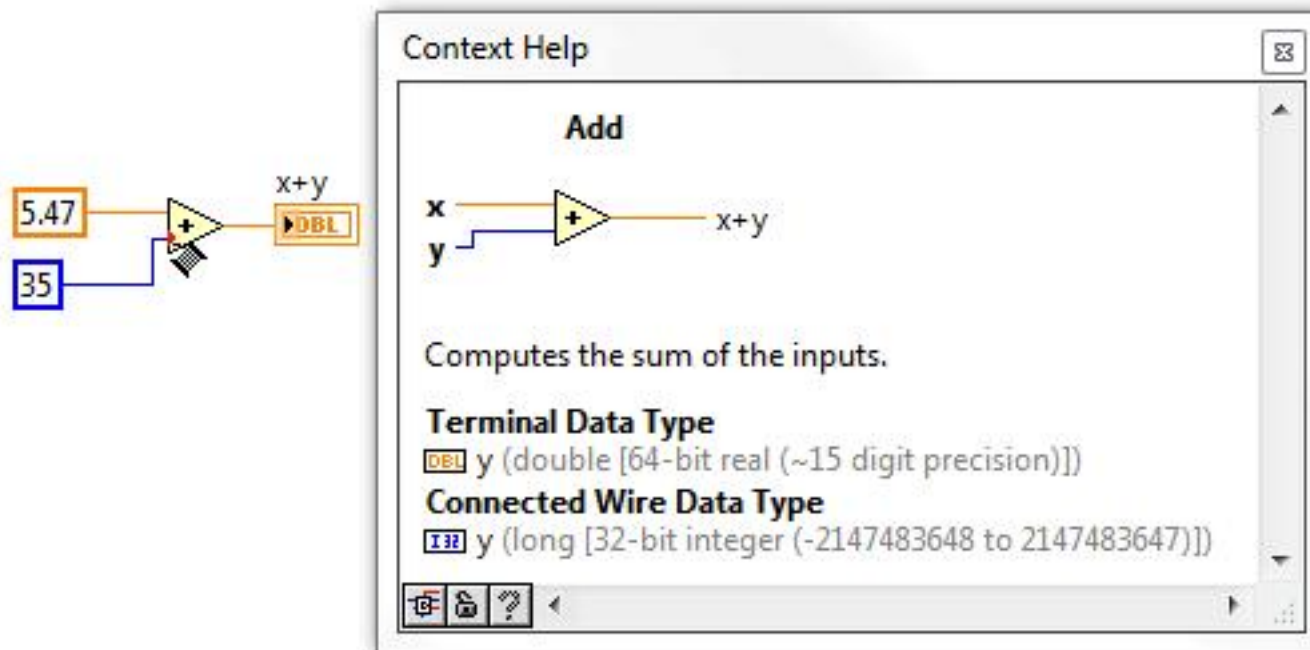 Context Help
Add
x+y
5.47
+
DBL
35
x
y
+
x+y
Computes the sum of the inputs.
Terminal Data Type
DBL y (double [64-bit real (~15 digit precision)])
Connected Wire Data Type
I32 y (long [32-bit integer (-2147483648 to 2147483647)])
?